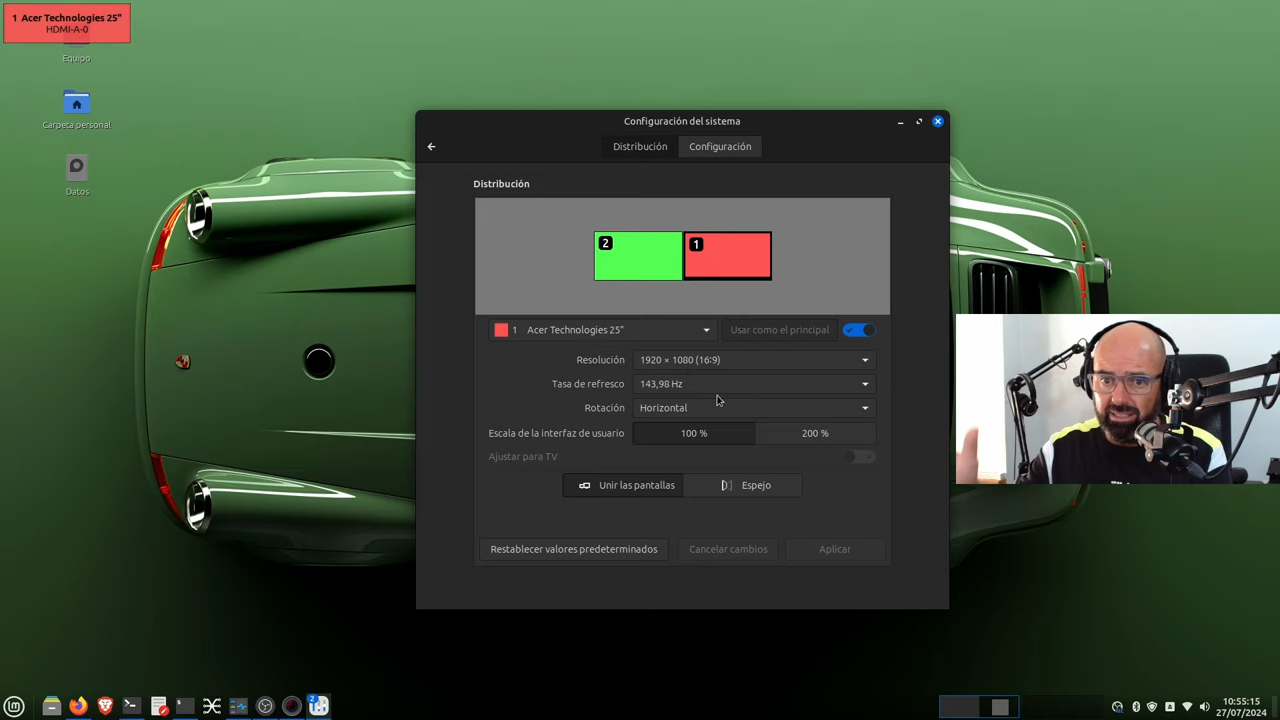 1 Acer Technologies 25"
HDMI-A-0
Equipo
Carpeta personal
Datos
Configuración del sistema
Distribución
Configuración
Distribución
2
1
1 Acer Technologies 25"
Usar como el principal
Resolución
1920 × 1080 (16:9)
Tasa de refresco
143,98 Hz
Rotación
Horizontal
Escala de la interfaz de usuario
100 %
200 %
Ajustar para TV
Unir las pantallas
Espejo
Restablecer valores predeterminados
Cancelar cambios
Aplicar
2
10:55:15
27/07/2024